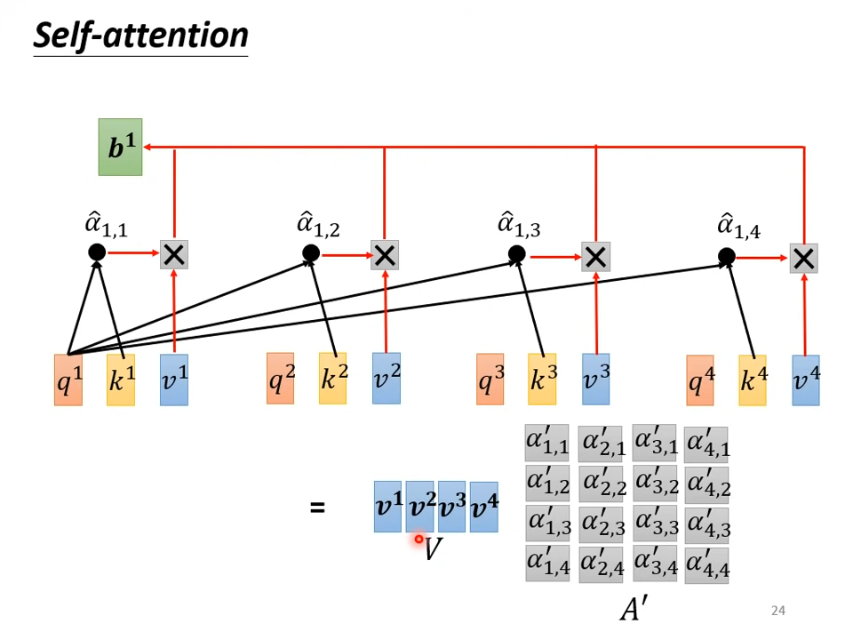 Self-attention
b¹
α̂₁,₁ α̂₁,₂ α̂₁,₃ α̂₁,₄
× × × ×
q¹ k¹ v¹ q² k² v² q³ k³ v³ q⁴ k⁴ v⁴
α′₁,₁ α′₂,₁ α′₃,₁ α′₄,₁
α′₁,₂ α′₂,₂ α′₃,₂ α′₄,₂
= v¹ v² v³ v⁴
α′₁,₃ α′₂,₃ α′₃,₃ α′₄,₃
V
α′₁,₄ α′₂,₄ α′₃,₄ α′₄,₄
A′
24